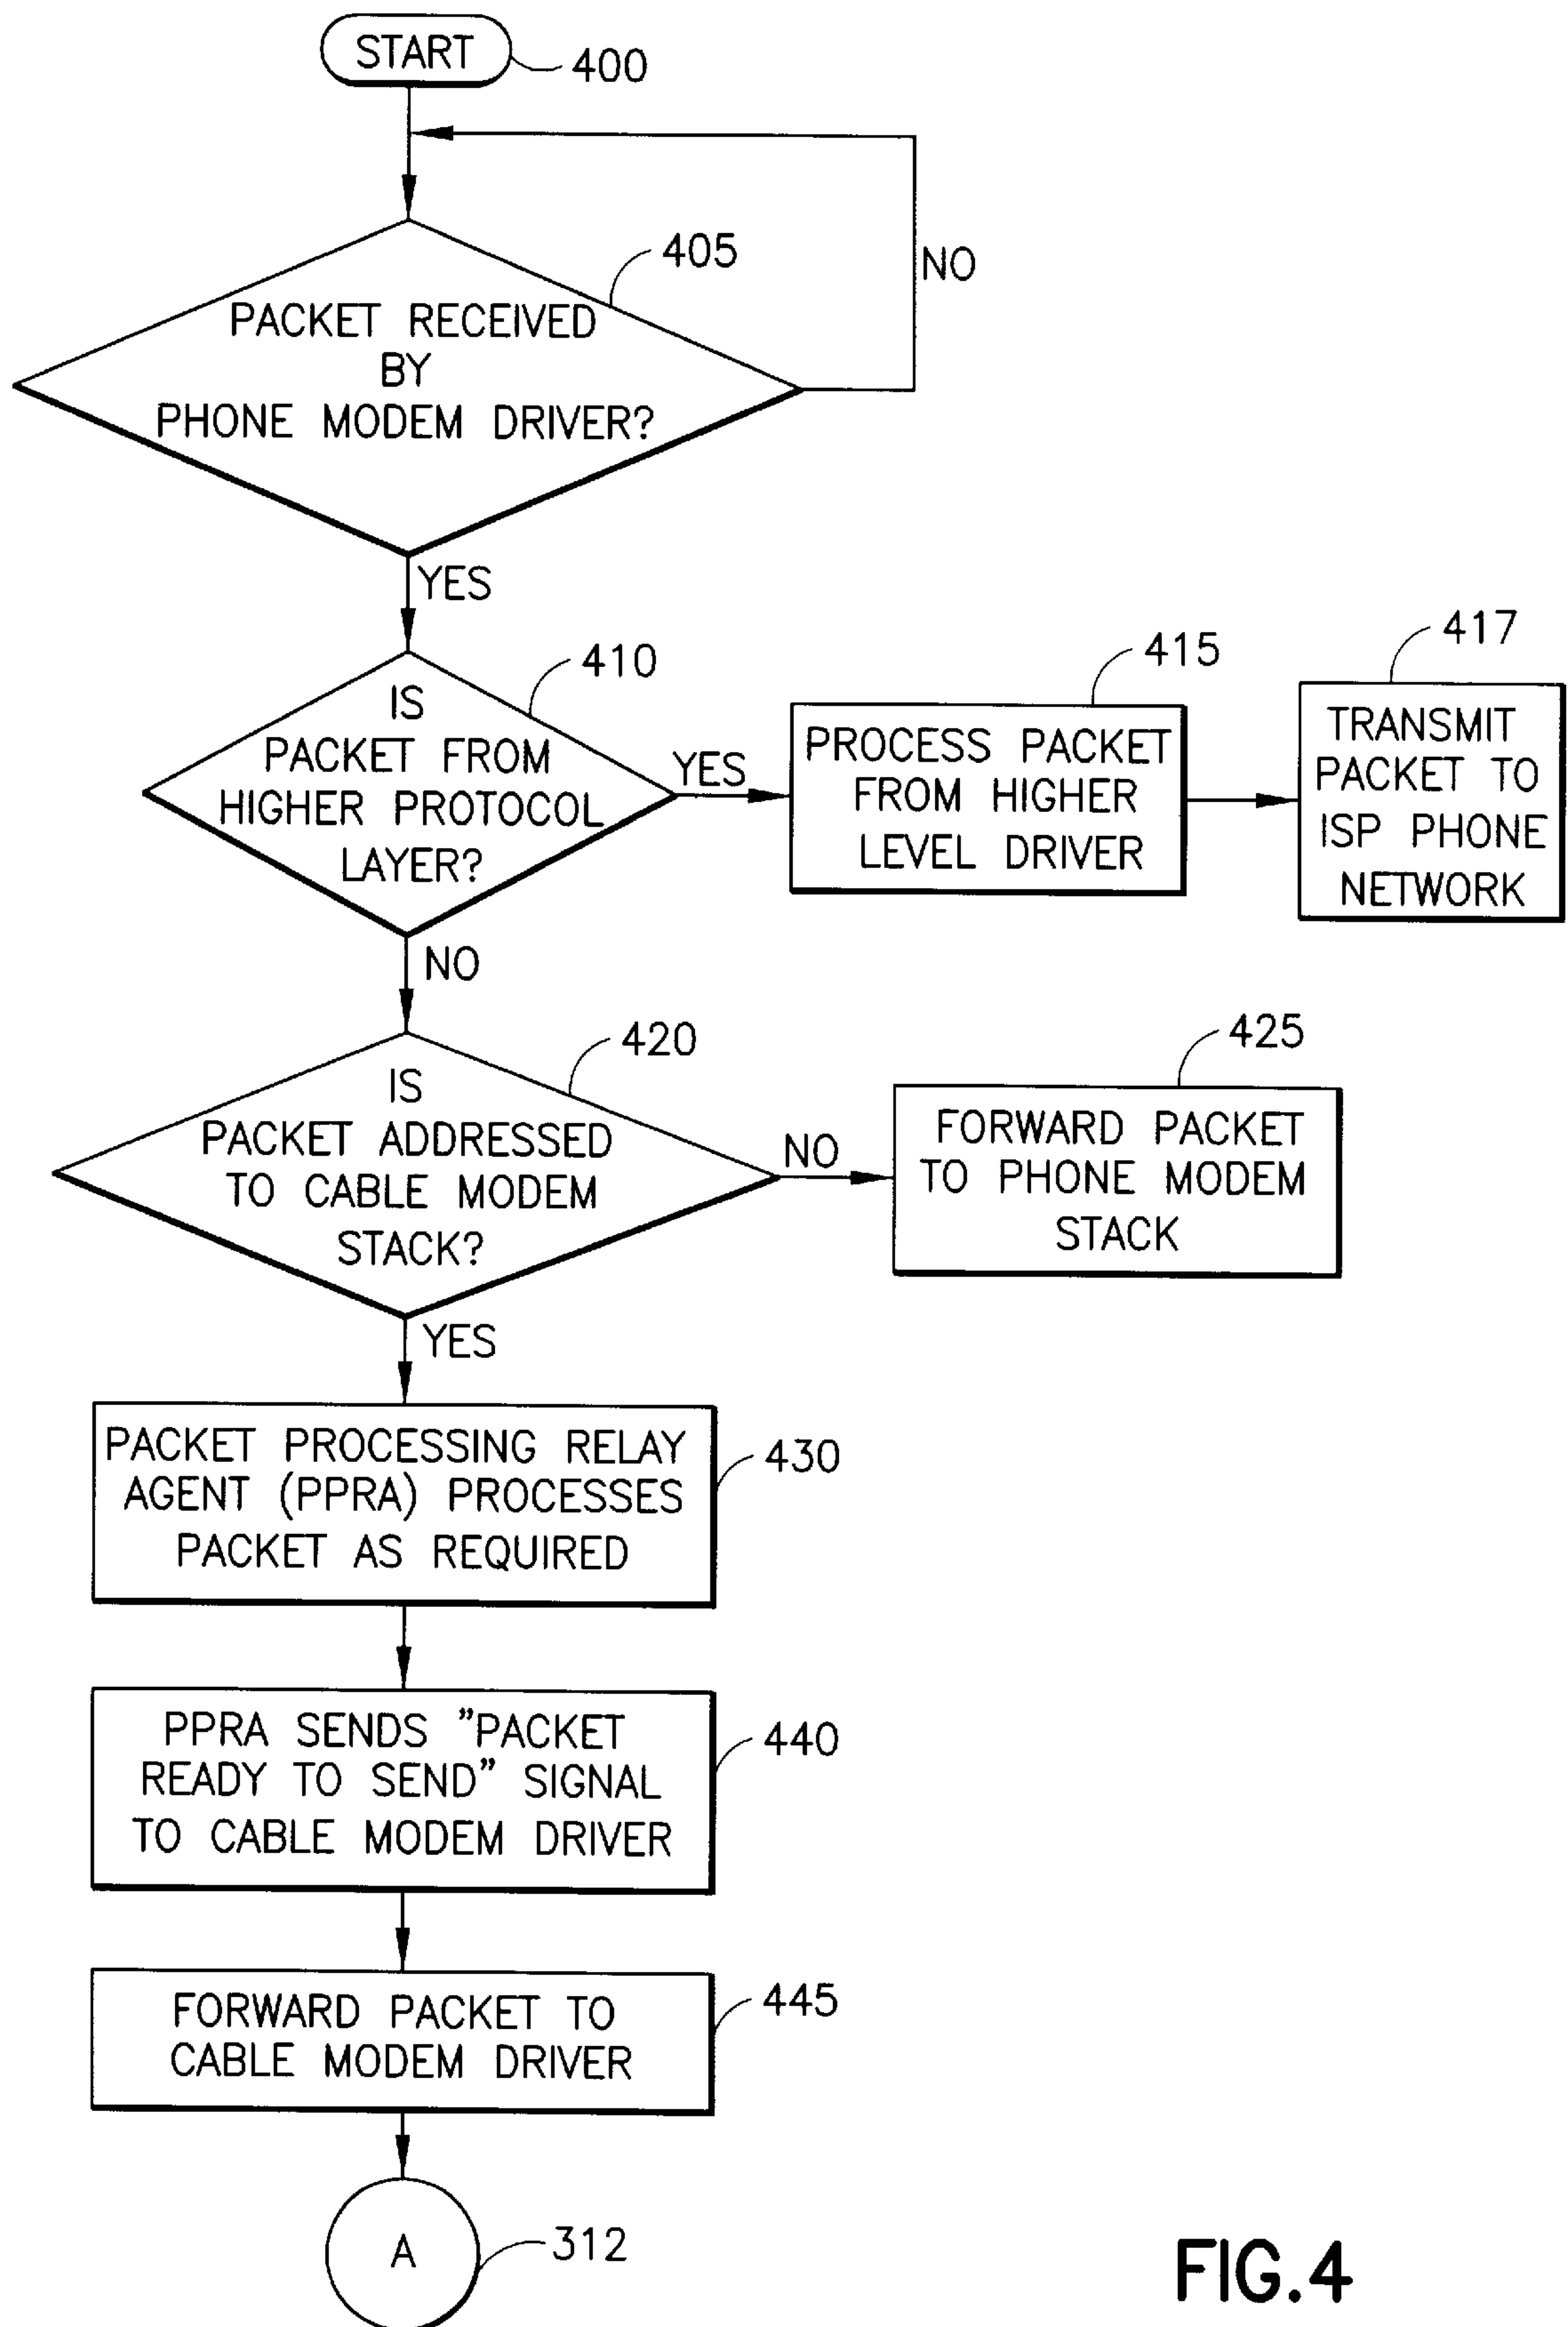 START
400
405
NO
PACKET RECEIVED
BY
PHONE MODEM DRIVER?
YES
410
IS
PACKET FROM
HIGHER PROTOCOL
LAYER?
YES
415
PROCESS PACKET
FROM HIGHER
LEVEL DRIVER
417
TRANSMIT
PACKET TO
ISP PHONE
NETWORK
NO
420
IS
PACKET ADDRESSED
TO CABLE MODEM
STACK?
NO
425
FORWARD PACKET
TO PHONE MODEM
STACK
YES
PACKET PROCESSING RELAY
AGENT (PPRA) PROCESSES
PACKET AS REQUIRED
430
PPRA SENDS "PACKET
READY TO SEND" SIGNAL
TO CABLE MODEM DRIVER
440
FORWARD PACKET TO
CABLE MODEM DRIVER
445
A
312
FIG.4